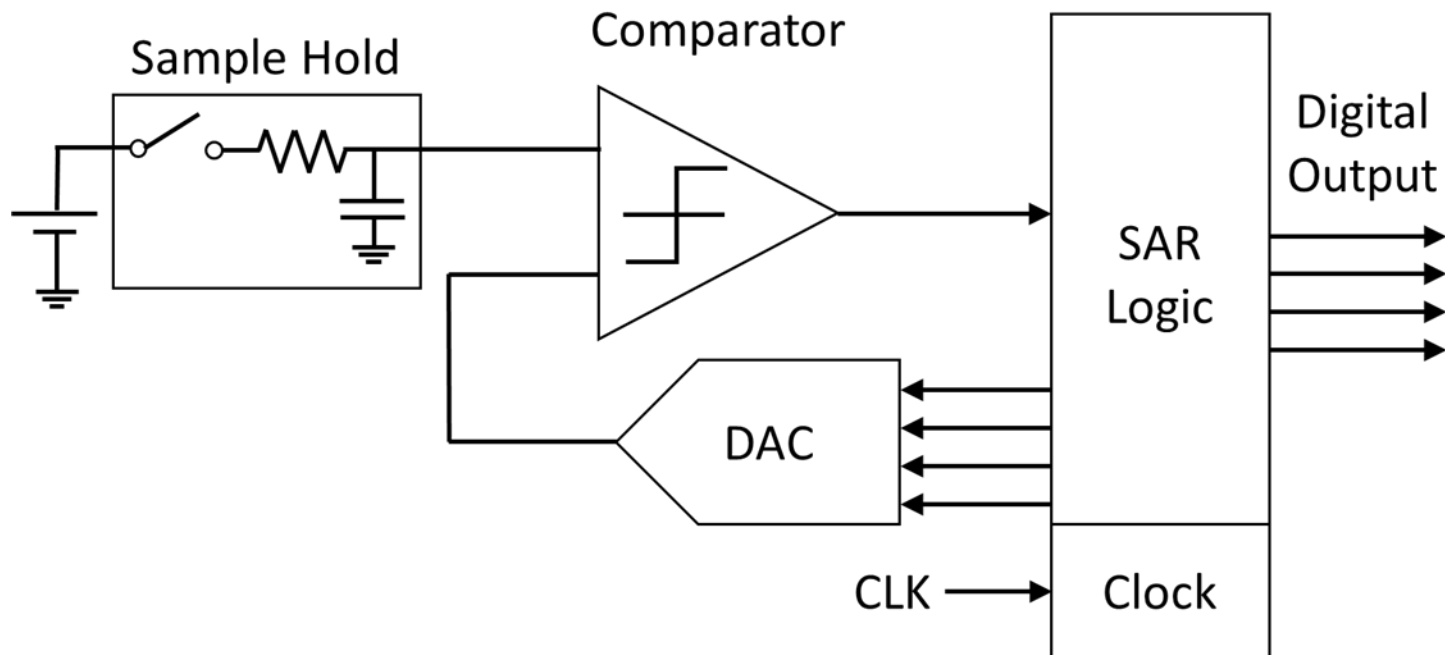 Comparator
Sample Hold
Digital
Output
SAR
Logic
DAC
CLK
Clock